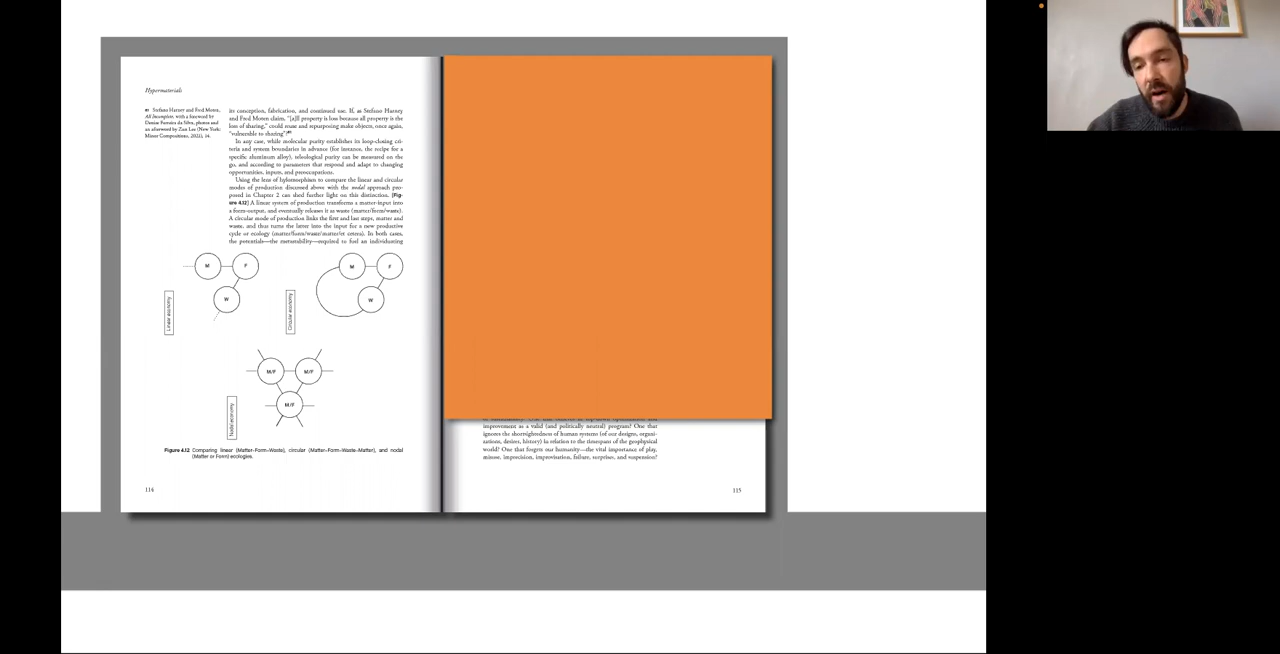 Hypermaterials
87 Stefano Harney and Fred Moten,
All Incomplete, with a foreword by
Denise Ferreira da Silva, photos and
an afterword by Zun Lee (New York:
Minor Compositions, 2021), 14.
its conception, fabrication, and continued use. If, as Stefano Harney
and Fred Moten claim, "[a]ll property is loss because all property is the
loss of sharing," could reuse and repurposing make objects, once again,
"vulnerable to sharing"?
In any case, while molecular purity establishes its loop-closing cri-
teria and system boundaries in advance (for instance, the recipe for a
specific aluminum alloy), teleological purity can be measured on the
go, and according to parameters that respond and adapt to changing
opportunities, inputs, and preoccupations.
Using the lens of hylomorphism to compare the linear and circular
modes of production discussed above with the nodal approach pro-
posed in Chapter 2 can shed further light on this distinction. [Fig-
ure 4.12] A linear system of production transforms a matter-input into
a form-output, and eventually releases it as waste (matter/form/waste).
A circular mode of production links the first and last steps, matter and
waste, and thus turns the latter into the input for a new productive
cycle or ecology (matter/form/waste/matter/et cetera). In both cases,
the potentials—the metastability—required to fuel an individuating
M
F
W
Linear economy
M
F
W
Circular economy
M/F
M/F
M/F
Nodal economy
Figure 4.12 Comparing linear (Matter–Form–Waste), circular (Matter–Form–Waste–Matter), and nodal
(Matter or Form) ecologies.
114
improvement as a valid (and politically neutral) program? One that
ignores the shortsightedness of human systems (of our designs, organi-
zations, desires, history) in relation to the timespan of the geophysical
world? One that forgets our humanity—the vital importance of play,
misuse, imprecision, improvisation, failure, surprise, and suspension?
115